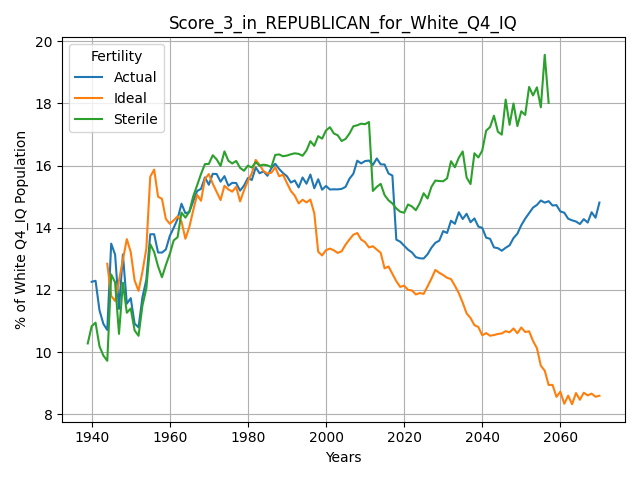 Score_3_in_REPUBLICAN_for_White_Q4_IQ
Fertility
Actual
Ideal
Sterile
% of White Q4_IQ Population
20
18
16
14
12
10
8
1940 1960 1980 2000 2020 2040 2060
Years